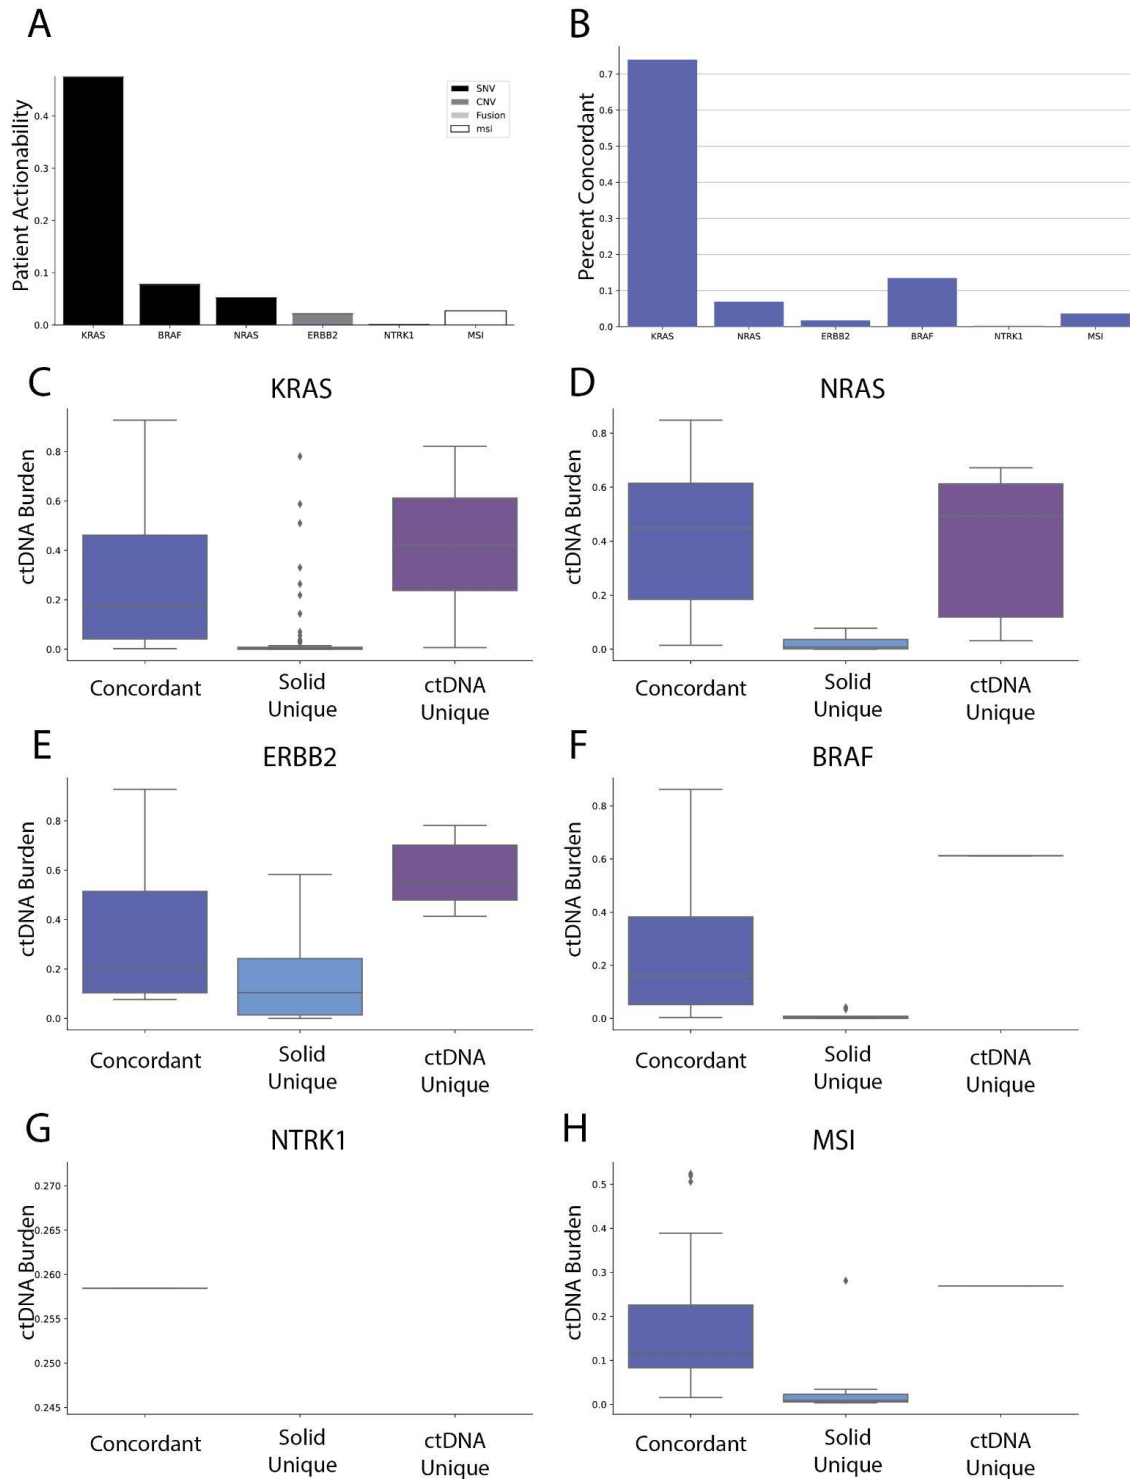 A
Patient Actionability
0.4
0.3
0.2
0.1
0.0
SNV
CNV
Fusion
msi
KRAS BRAF NRAS ERBB2 NTRK1 MSI
B
Percent Concordant
0.7
0.6
0.5
0.4
0.3
0.2
0.1
0.0
KRAS NRAS ERBB2 BRAF NTRK1 MSI
C
KRAS
ctDNA Burden
0.8
0.6
0.4
0.2
0.0
Concordant
Solid
Unique
ctDNA
Unique
D
NRAS
ctDNA Burden
0.8
0.6
0.4
0.2
0.0
Concordant
Solid
Unique
ctDNA
Unique
E
ERBB2
ctDNA Burden
0.8
0.6
0.4
0.2
0.0
Concordant
Solid
Unique
ctDNA
Unique
F
BRAF
ctDNA Burden
0.8
0.6
0.4
0.2
0.0
Concordant
Solid
Unique
ctDNA
Unique
G
NTRK1
ctDNA Burden
0.270
0.265
0.260
0.255
0.250
0.245
Concordant
Solid
Unique
ctDNA
Unique
H
MSI
ctDNA Burden
0.5
0.4
0.3
0.2
0.1
0.0
Concordant
Solid
Unique
ctDNA
Unique